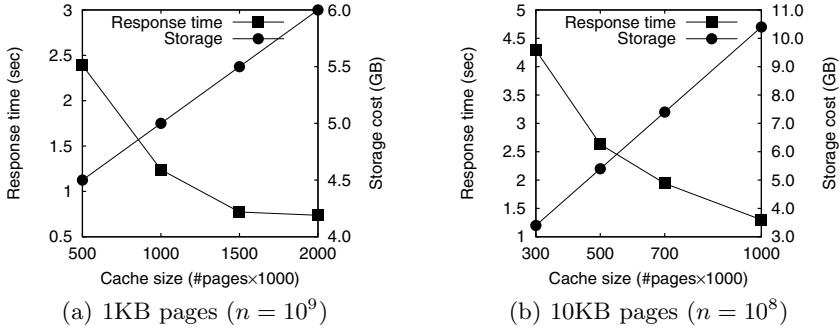 Response time
Storage
Response time (sec)
3
2.5
2
1.5
1
0.5
Storage cost (GB)
6.0
5.5
5.0
4.5
4.0
500 1000 1500 2000
Cache size (#pages×1000)
(a) 1KB pages (n = 10⁹)
Response time
Storage
Response time (sec)
5
4.5
4
3.5
3
2.5
2
1.5
1
Storage cost (GB)
11.0
10.0
9.0
8.0
7.0
6.0
5.0
4.0
3.0
300 500 700 1000
Cache size (#pages×1000)
(b) 10KB pages (n = 10⁸)